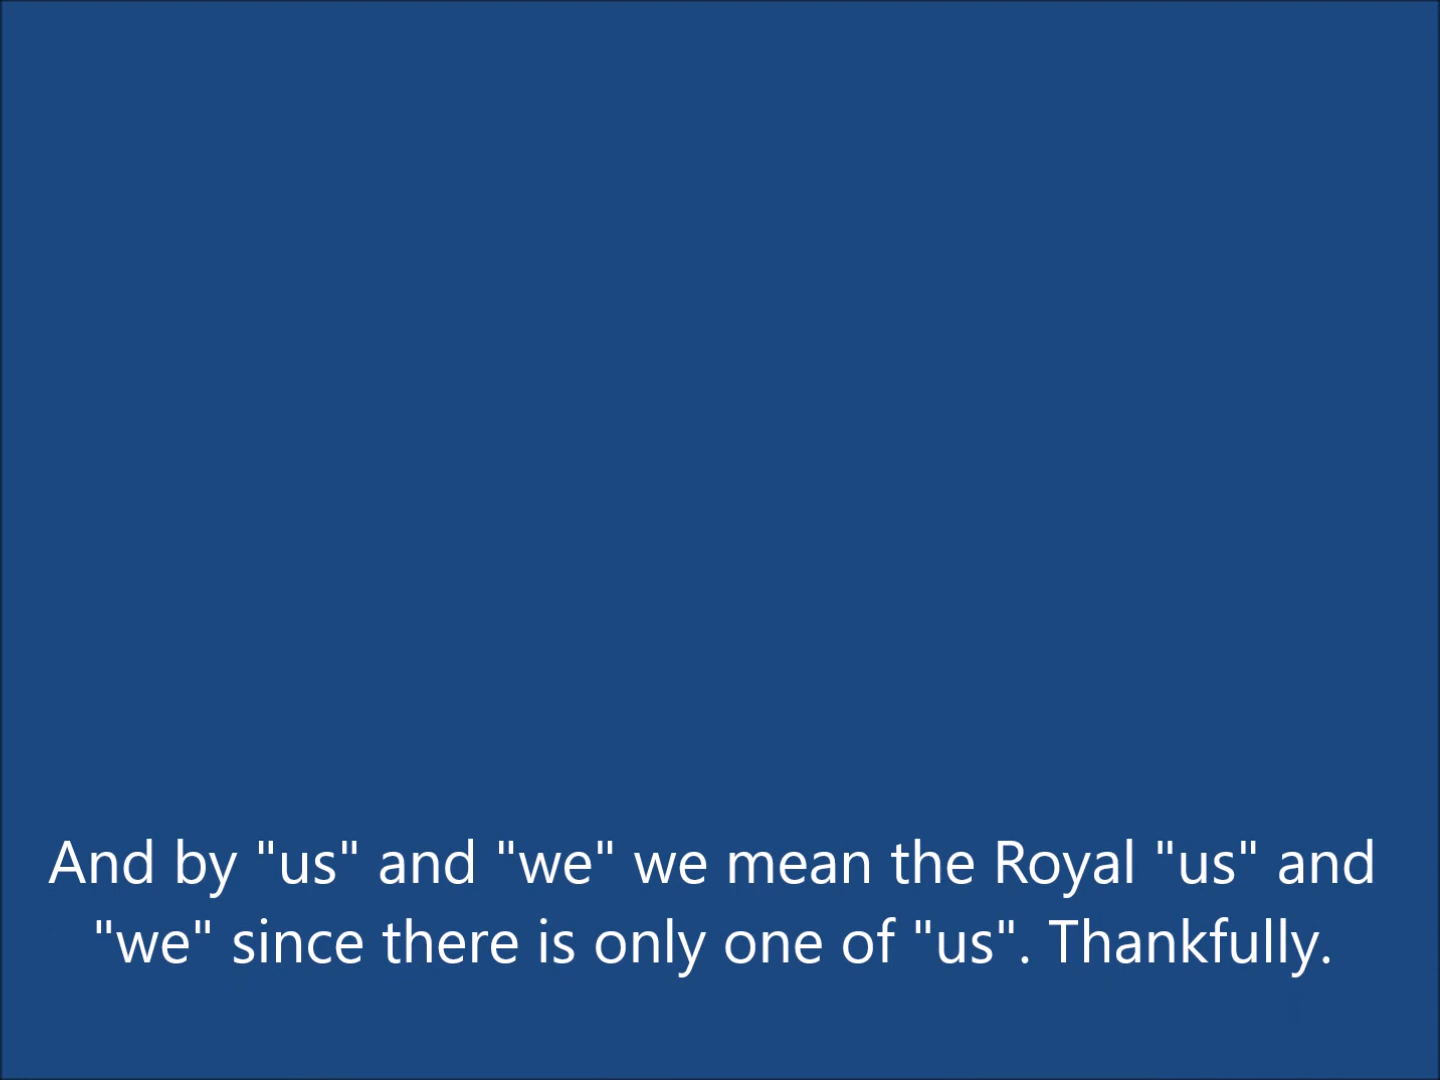 And by "us" and "we" we mean the Royal "us" and
"we" since there is only one of "us". Thankfully.